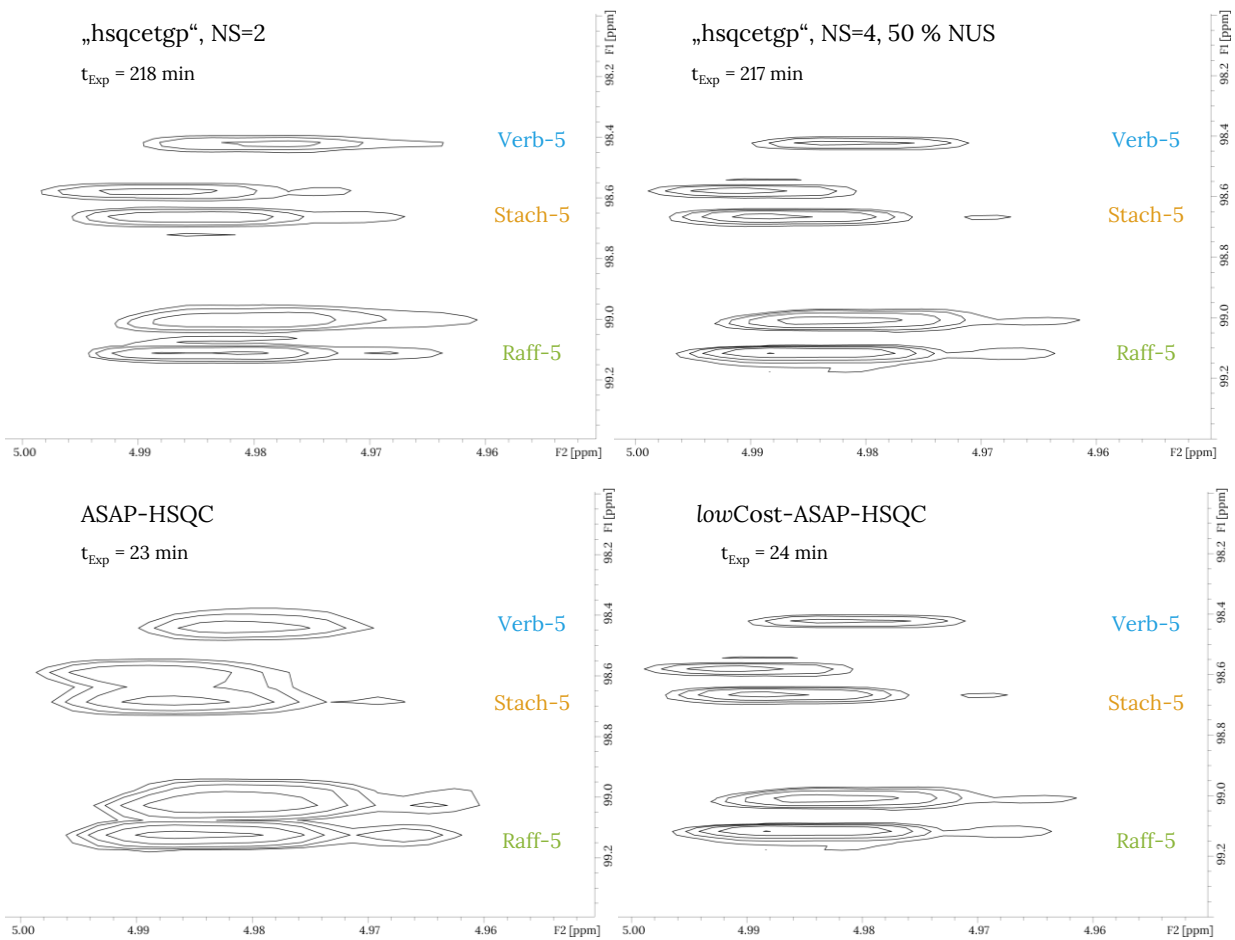 „hsqcetgp“, NS=2
t_Exp = 218 min
Verb-5
Stach-5
Raff-5
F1 [ppm]
98.2
98.4
98.6
98.8
99.0
99.2
5.00 4.99 4.98 4.97 4.96 F2 [ppm]
„hsqcetgp“, NS=4, 50 % NUS
t_Exp = 217 min
Verb-5
Stach-5
Raff-5
F1 [ppm]
98.2
98.4
98.6
98.8
99.0
99.2
5.00 4.99 4.98 4.97 4.96 F2 [ppm]
ASAP-HSQC
t_Exp = 23 min
Verb-5
Stach-5
Raff-5
F1 [ppm]
98.2
98.4
98.6
98.8
99.0
99.2
5.00 4.99 4.98 4.97 4.96 F2 [ppm]
lowCost-ASAP-HSQC
t_Exp = 24 min
Verb-5
Stach-5
Raff-5
F1 [ppm]
98.2
98.4
98.6
98.8
99.0
99.2
5.00 4.99 4.98 4.97 4.96 F2 [ppm]